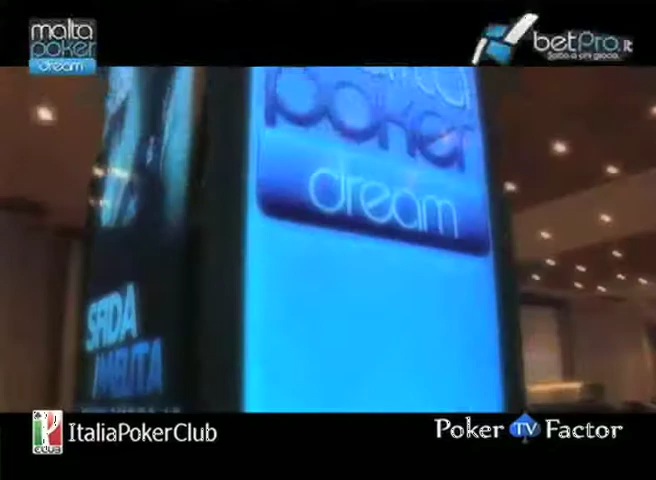 malta
poker
dream
betPro.it
poker
dream
SFIDA
ItaliaPokerClub
Poker TV Factor